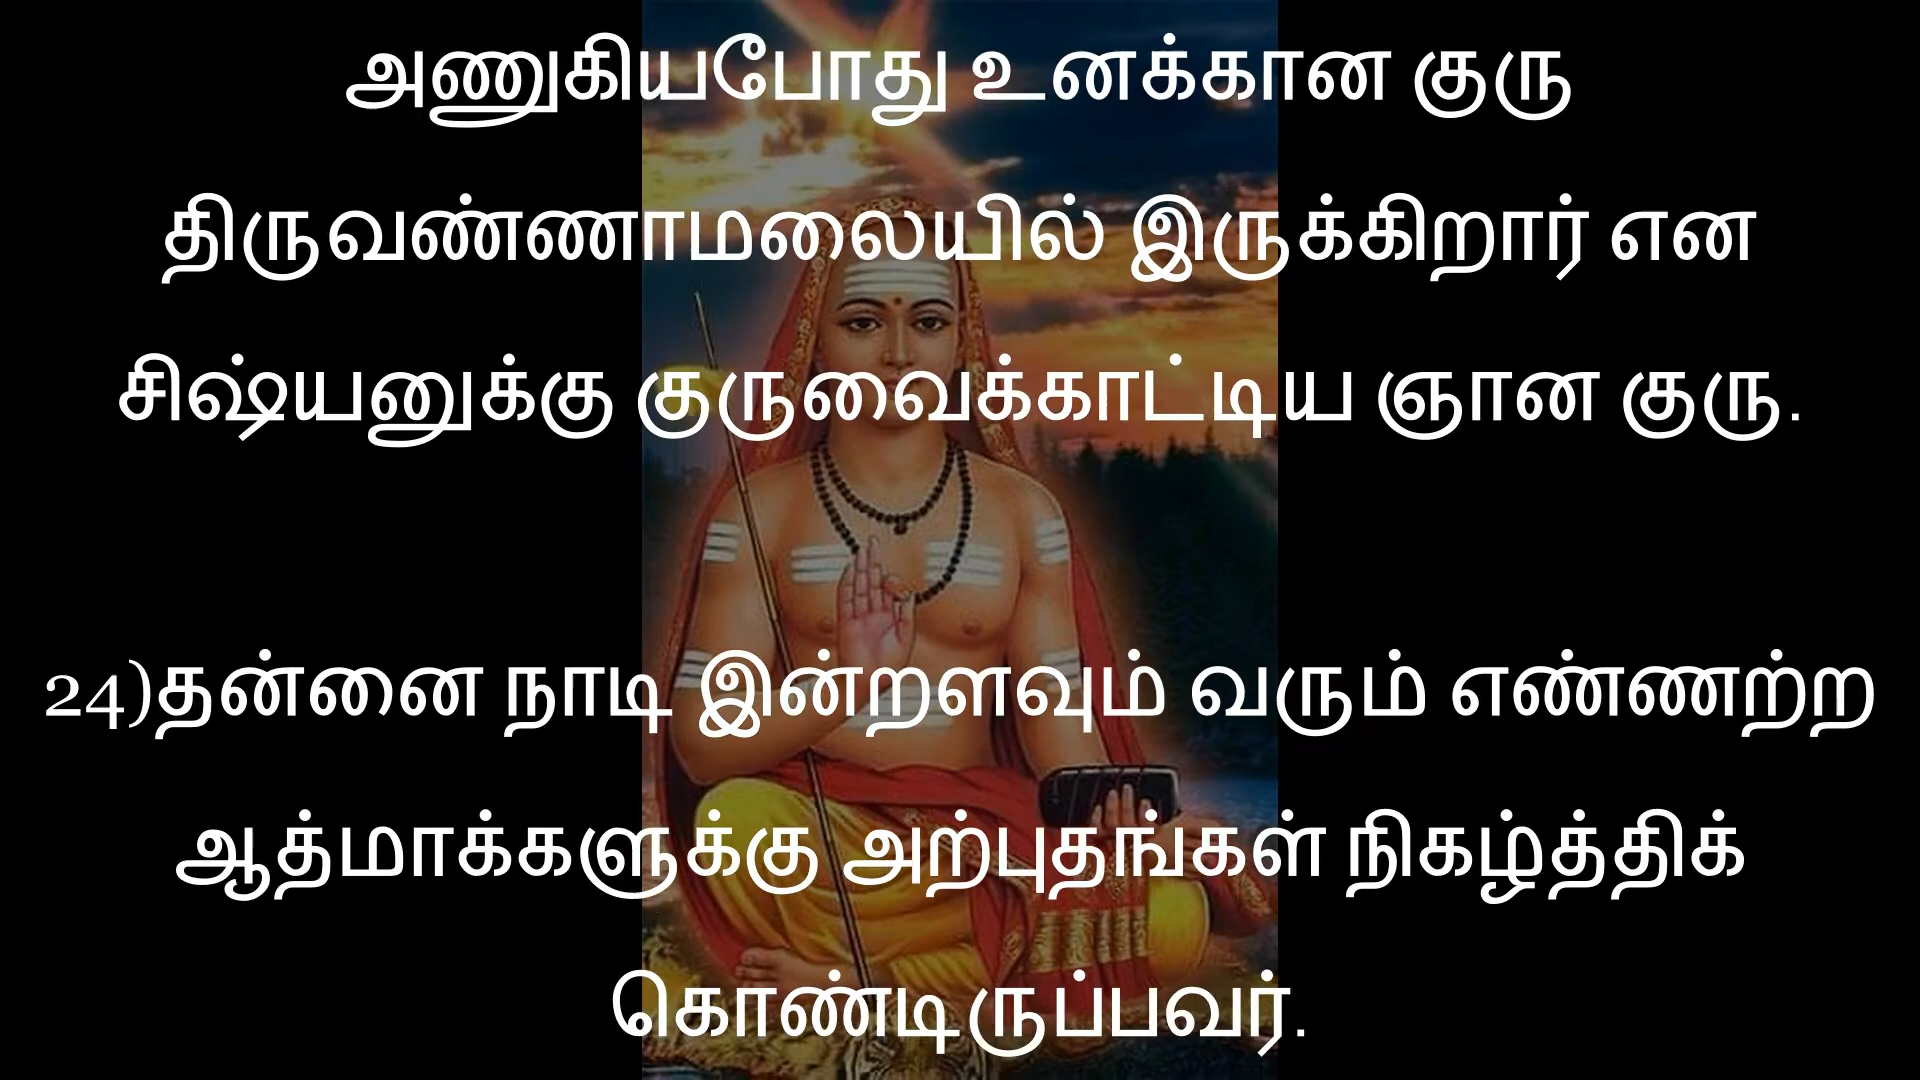 அணுகியபோது உனக்கான குரு
திருவண்ணாமலையில் இருக்கிறார் என
சிஷ்யனுக்கு குருவைக்காட்டிய ஞான குரு.
24)தன்னை நாடி இன்றளவும் வரும் எண்ணற்ற
ஆத்மாக்களுக்கு அற்புதங்கள் நிகழ்த்திக்
கொண்டிருப்பவர்.